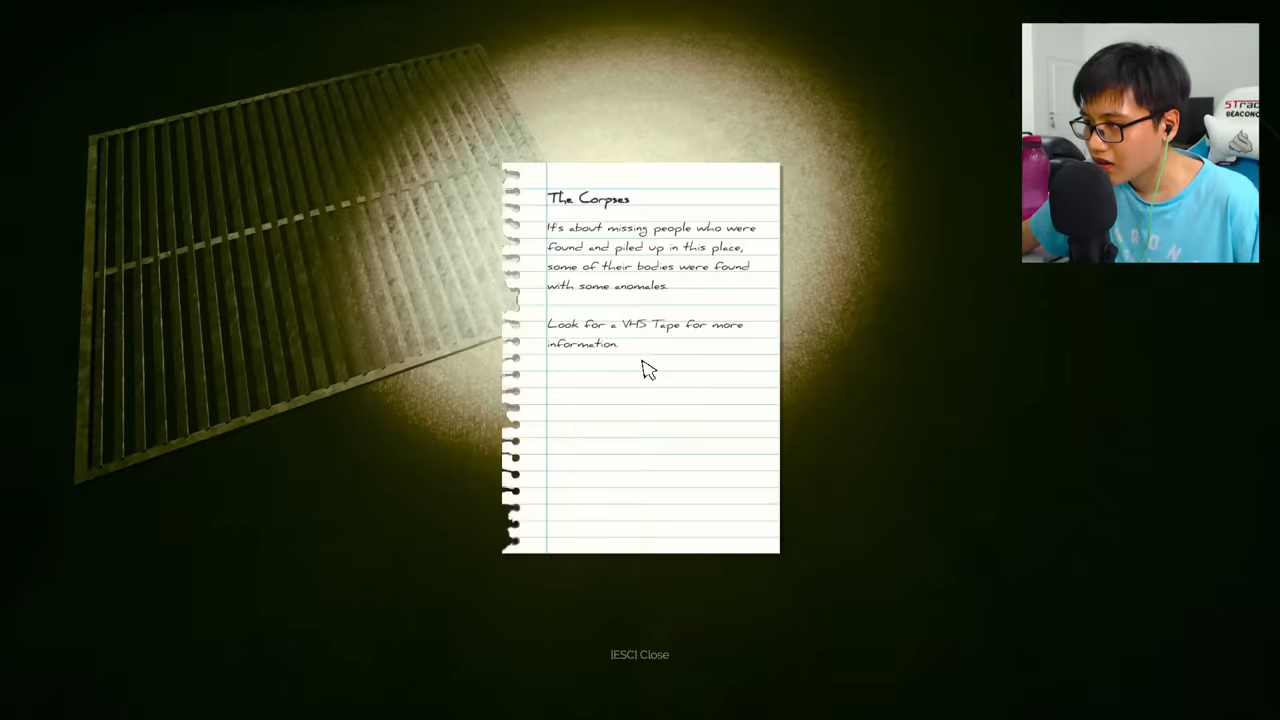 The Corpses
It's about missing people who were
found and piled up in this place,
some of their bodies were found
with some anomales.
Look for a VHS Tape for more
information.
[ESC] Close